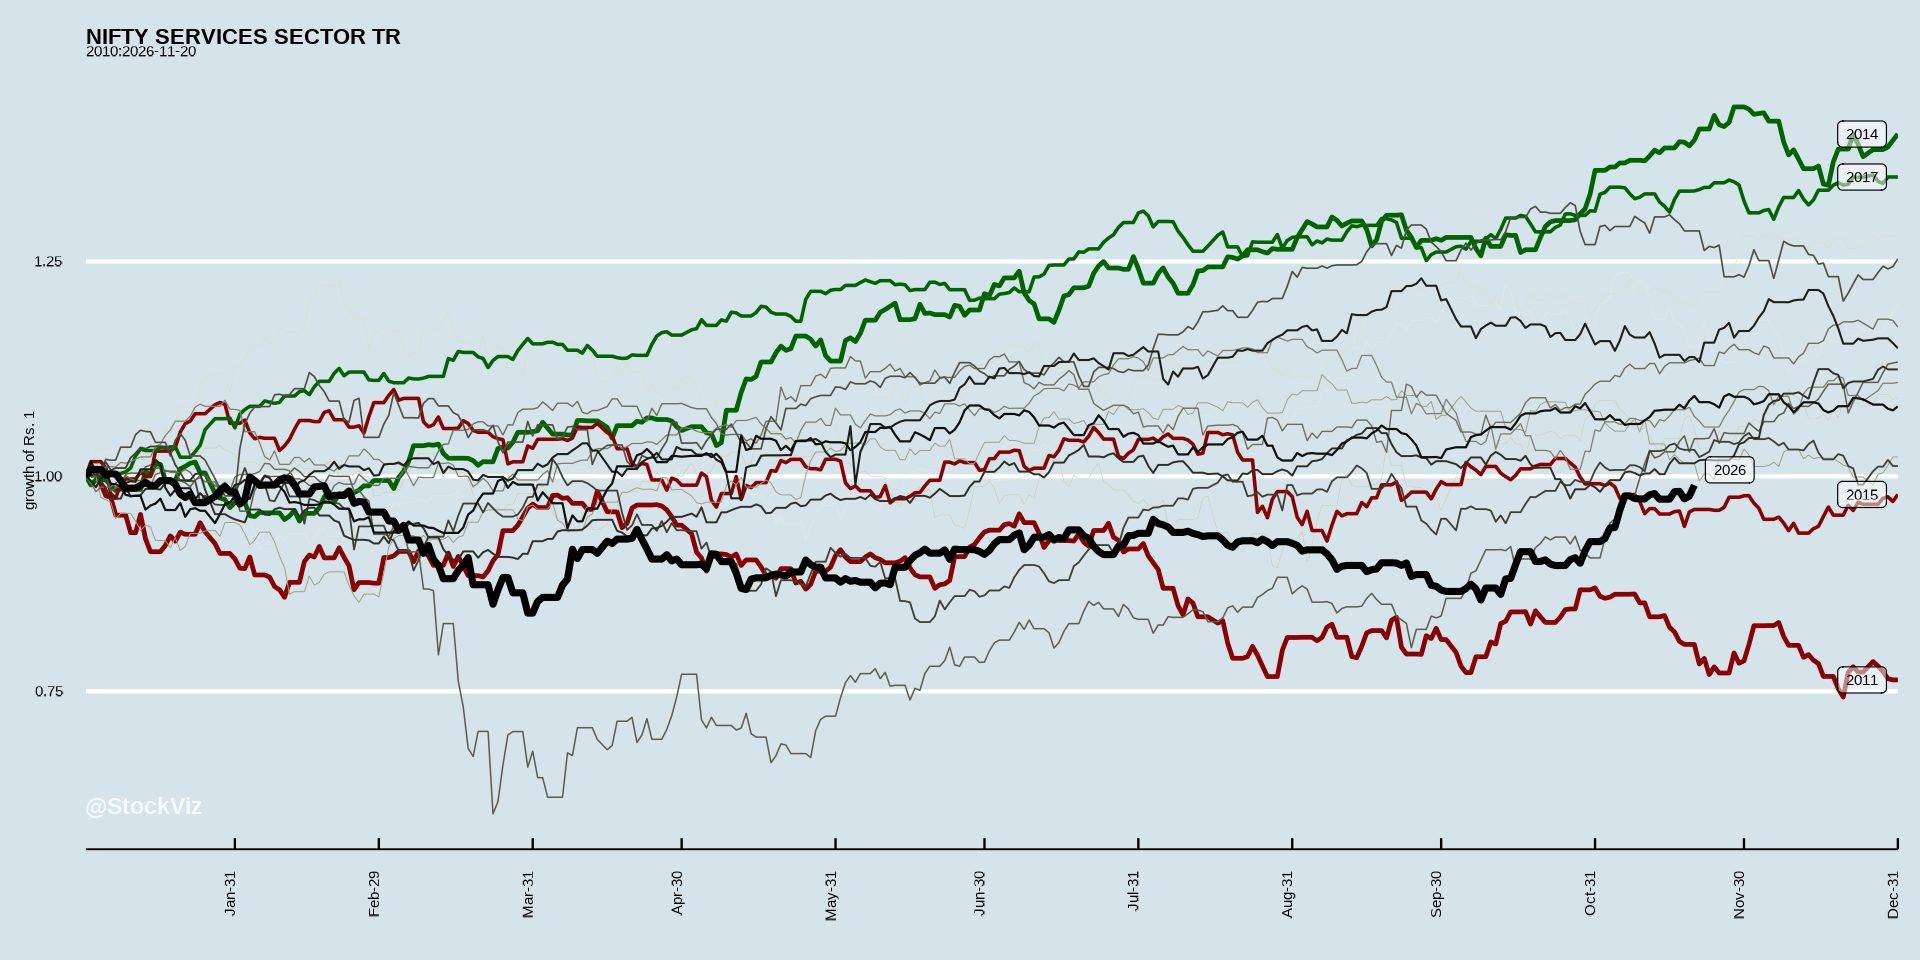 NIFTY SERVICES SECTOR TR
2010:2026-11-20
growth of Rs. 1
1.25
1.00
0.75
2014
2017
2026
2015
2011
@StockViz
Jan-31
Feb-29
Mar-31
Apr-30
May-31
Jun-30
Jul-31
Aug-31
Sep-30
Oct-31
Nov-30
Dec-31